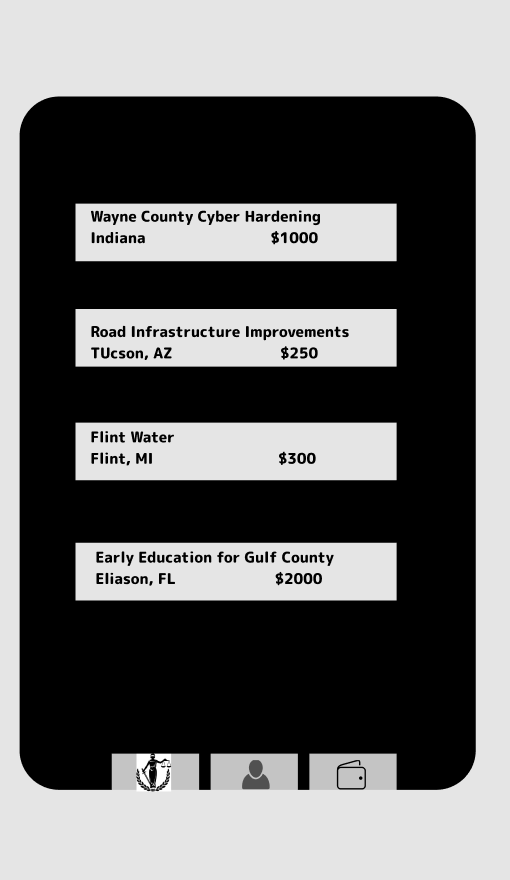 Wayne County Cyber Hardening
Indiana $1000
Road Infrastructure Improvements
TUcson, AZ $250
Flint Water
Flint, MI $300
Early Education for Gulf County
Eliason, FL $2000